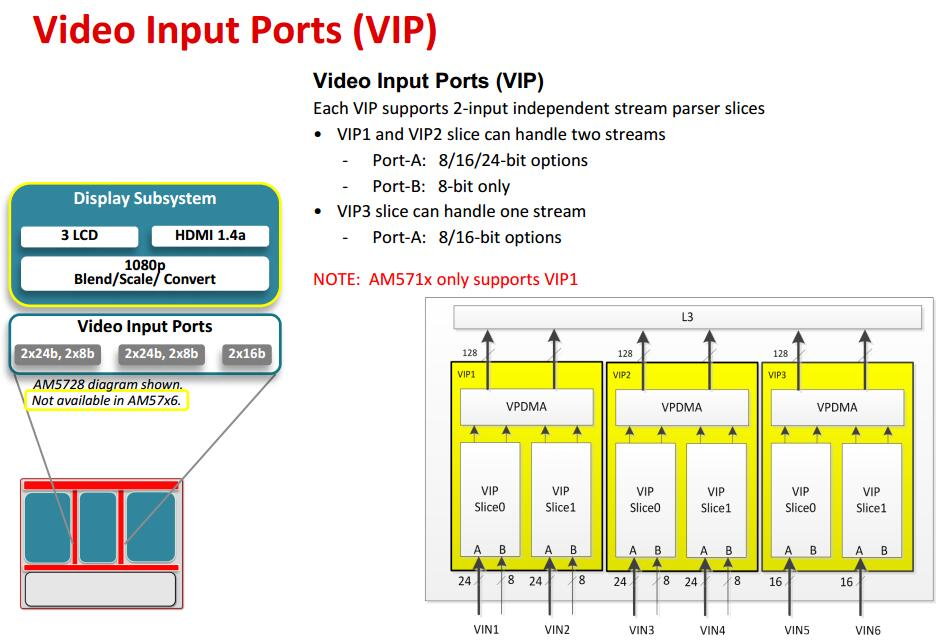 Video Input Ports (VIP)
Video Input Ports (VIP)
Each VIP supports 2-input independent stream parser slices
• VIP1 and VIP2 slice can handle two streams
- Port-A: 8/16/24-bit options
- Port-B: 8-bit only
• VIP3 slice can handle one stream
- Port-A: 8/16-bit options
NOTE: AM571x only supports VIP1
Display Subsystem
3 LCD HDMI 1.4a
1080p
Blend/Scale/ Convert
Video Input Ports
2x24b, 2x8b 2x24b, 2x8b 2x16b
AM5728 diagram shown.
Not available in AM57x6.
L3
128 128 128
VIP1 VIP2 VIP3
VPDMA VPDMA VPDMA
VIP VIP VIP VIP VIP VIP
Slice0 Slice1 Slice0 Slice1 Slice0 Slice1
A B A B A B A B A B A B
24 8 24 8 24 8 24 8 16 16
VIN1 VIN2 VIN3 VIN4 VIN5 VIN6